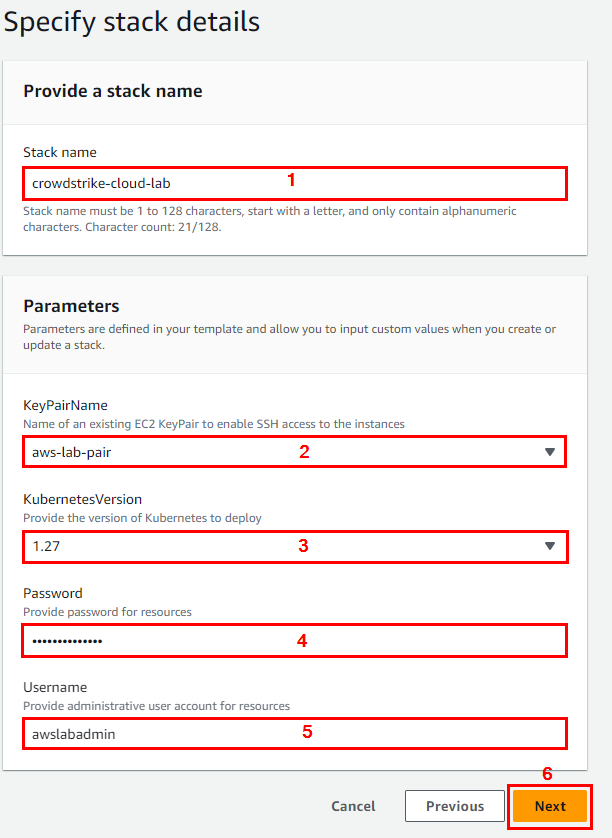 Specify stack details
Provide a stack name
Stack name
crowdstrike-cloud-lab
1
Stack name must be 1 to 128 characters, start with a letter, and only contain alphanumeric
characters. Character count: 21/128.
Parameters
Parameters are defined in your template and allow you to input custom values when you create or
update a stack.
KeyPairName
Name of an existing EC2 KeyPair to enable SSH access to the instances
aws-lab-pair
2
KubernetesVersion
Provide the version of Kubernetes to deploy
1.27
3
Password
Provide password for resources
••••••••••••••
4
Username
Provide administrative user account for resources
awslabadmin
5
6
Cancel
Previous
Next